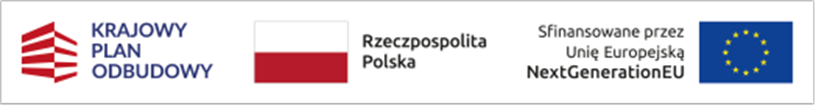 KRAJOWY
PLAN
ODBUDOWY
Rzeczpospolita
Polska
Sfinansowane przez
Unię Europejską
NextGenerationEU